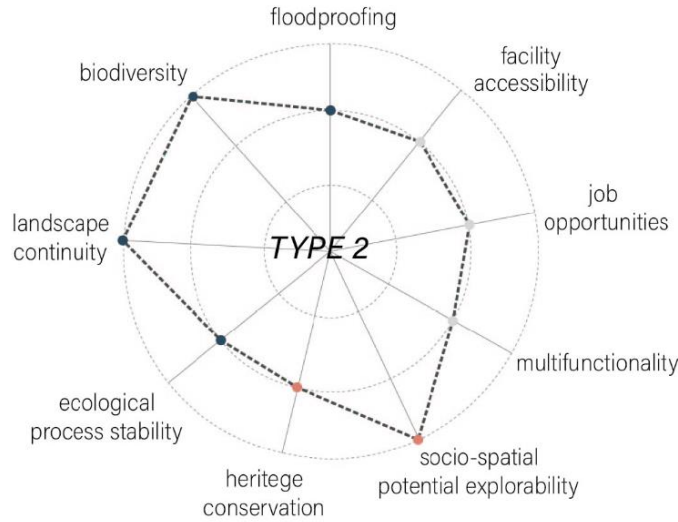 floodproofing
facility
accessibility
biodiversity
job
opportunities
landscape
continuity
TYPE 2
multifunctionality
ecological
process stability
socio-spatial
potential explorability
heritege
conservation